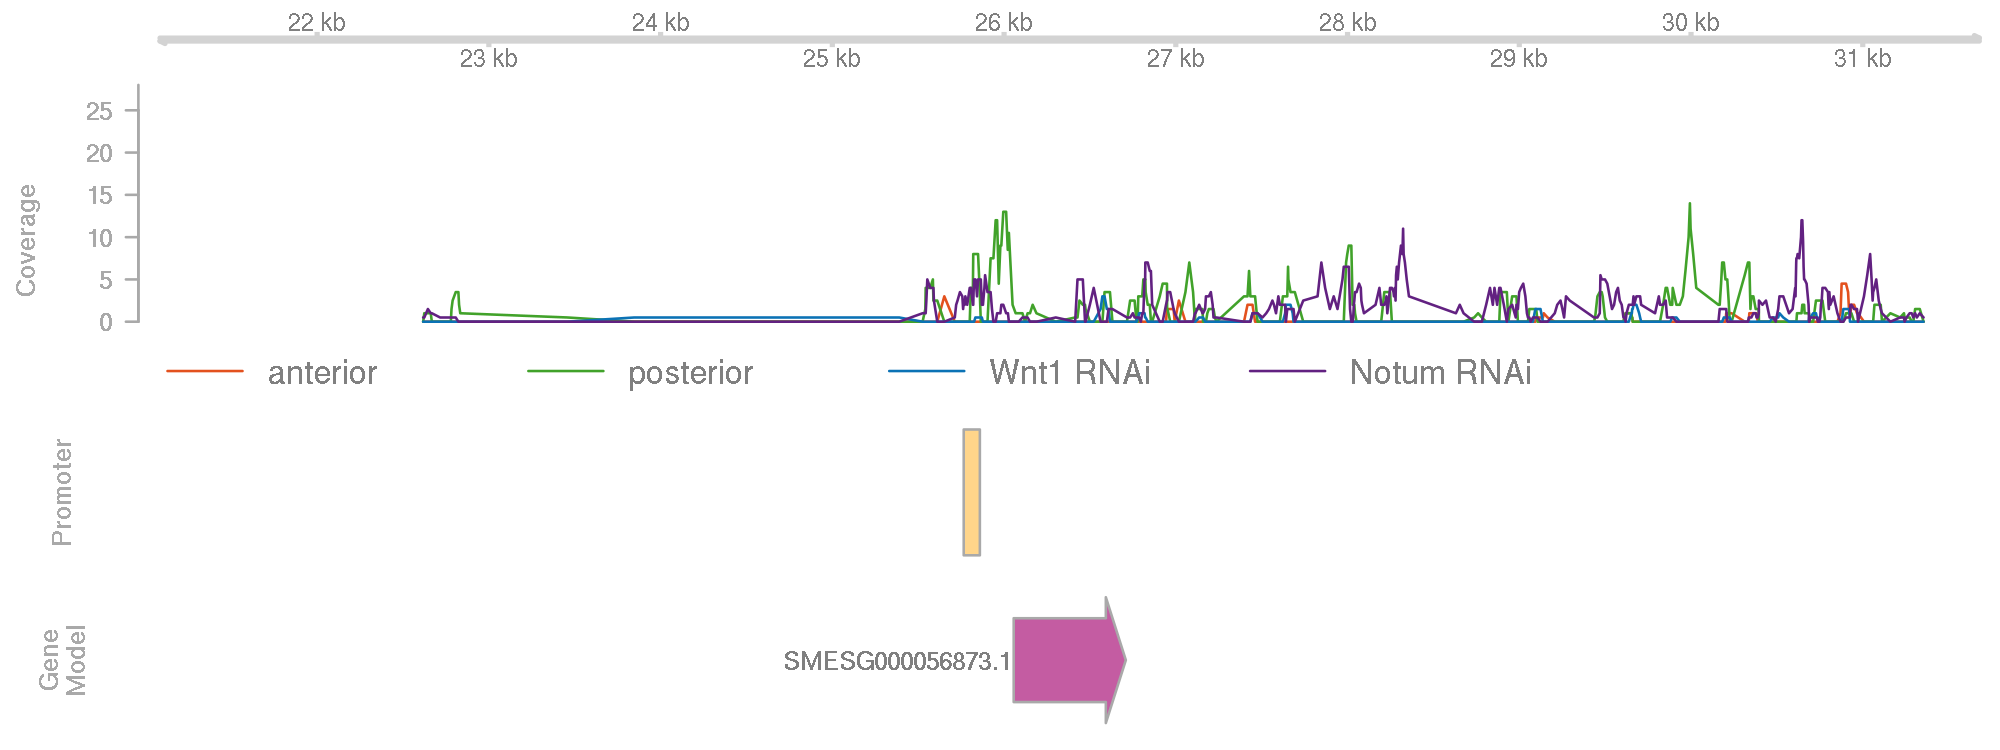 22 kb 24 kb 26 kb 28 kb 30 kb
23 kb 25 kb 27 kb 29 kb 31 kb
Coverage
25
20
15
10
5
0
anterior posterior Wnt1 RNAi Notum RNAi
Promoter
Gene
Model
SMESG000056873.1